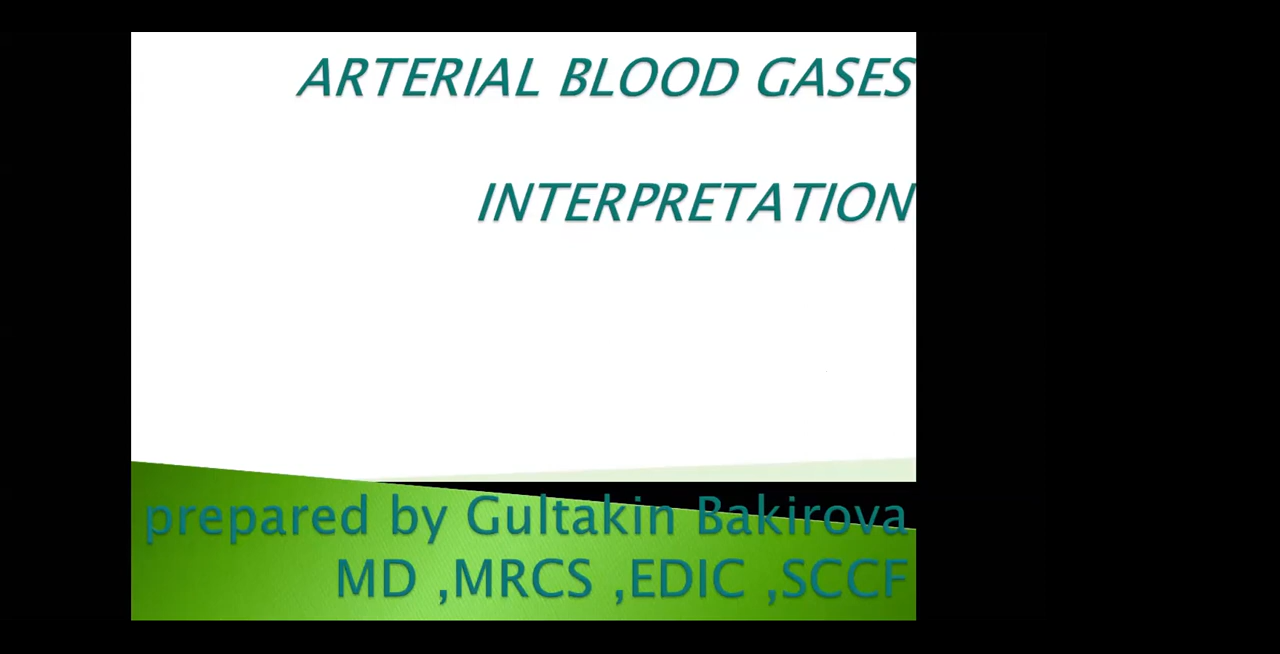 ARTERIAL BLOOD GASES
INTERPRETATION
prepared by Gultakin Bakirova
MD ,MRCS ,EDIC ,SCCF